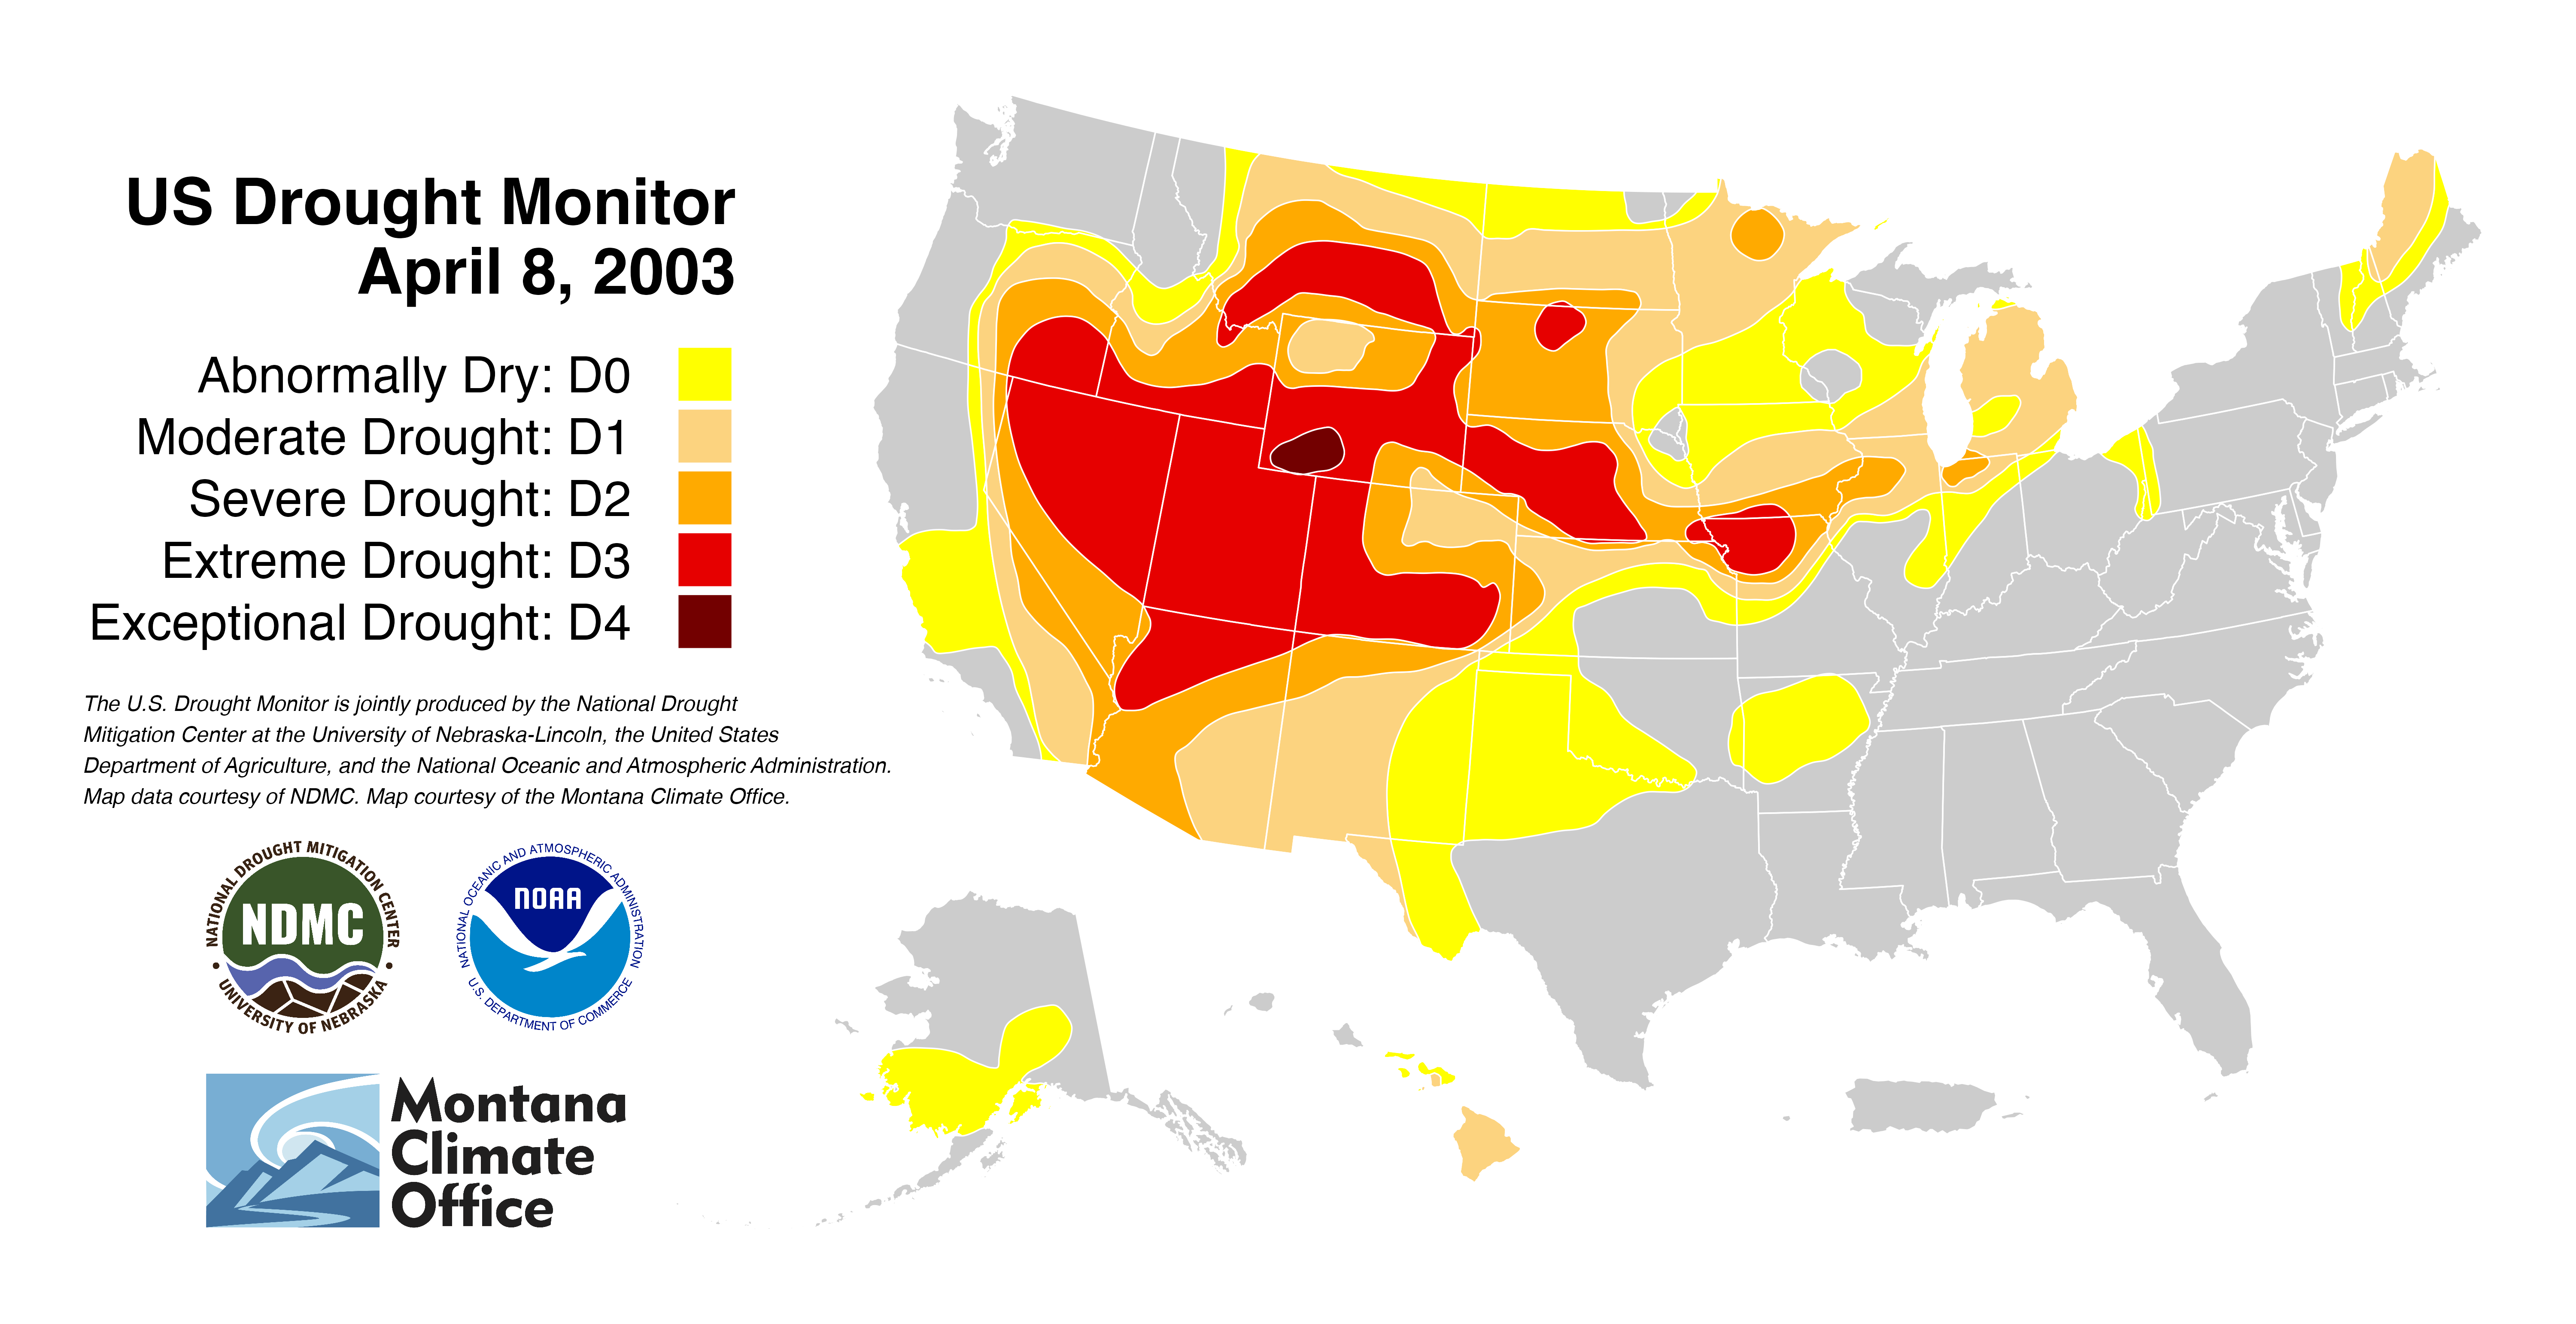 US Drought Monitor
April 8, 2003
Abnormally Dry: D0
Moderate Drought: D1
Severe Drought: D2
Extreme Drought: D3
Exceptional Drought: D4
The U.S. Drought Monitor is jointly produced by the National Drought
Mitigation Center at the University of Nebraska-Lincoln, the United States
Department of Agriculture, and the National Oceanic and Atmospheric Administration.
Map data courtesy of NDMC. Map courtesy of the Montana Climate Office.
NATIONAL DROUGHT MITIGATION CENTER
NDMC
UNIVERSITY OF NEBRASKA
NATIONAL OCEANIC AND ATMOSPHERIC ADMINISTRATION
NOAA
U.S. DEPARTMENT OF COMMERCE
Montana
Climate
Office